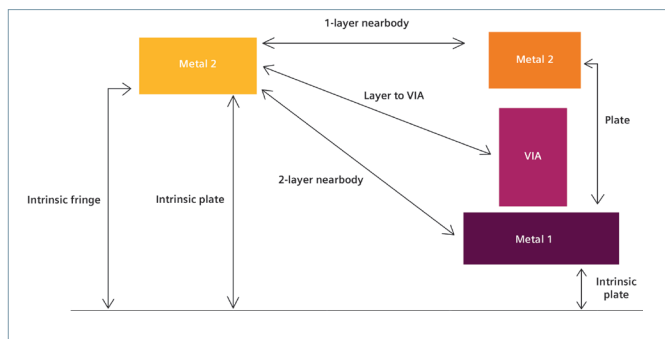 1-layer nearbody
Metal 2
Metal 2
Layer to VIA
Plate
VIA
2-layer nearbody
Intrinsic fringe
Intrinsic plate
Metal 1
Intrinsic
plate